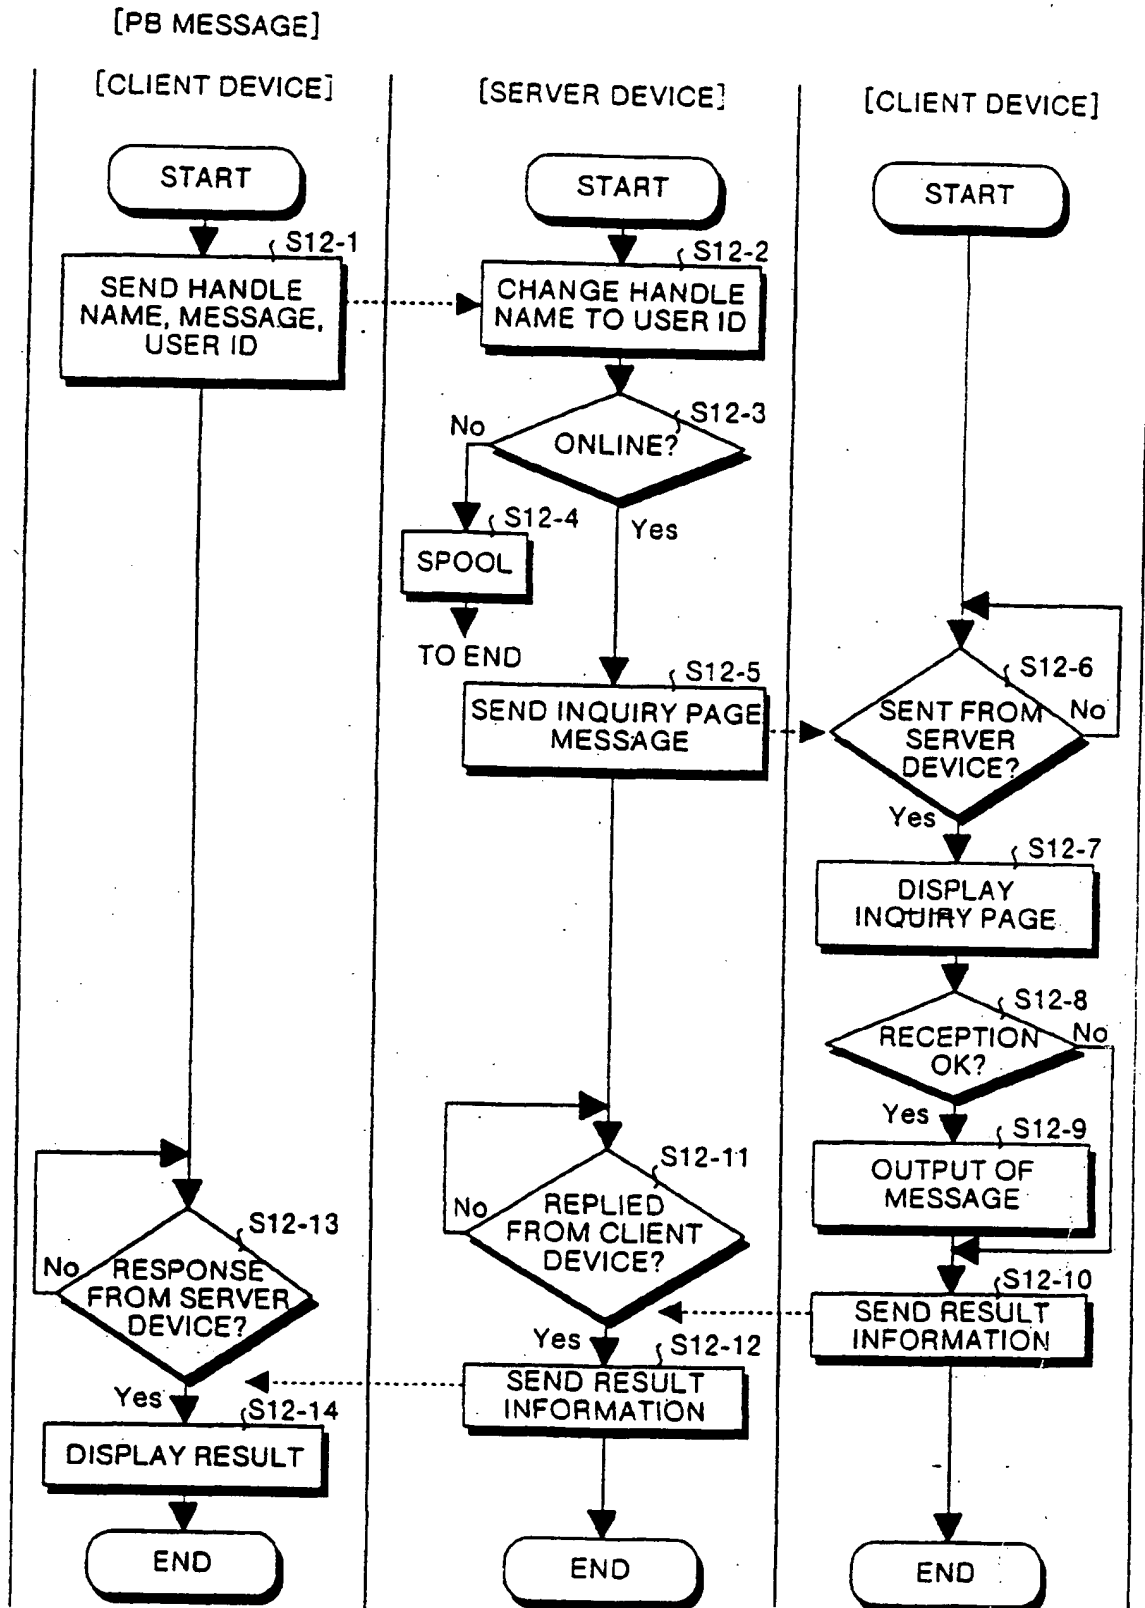 [PB MESSAGE]
[CLIENT DEVICE]
[SERVER DEVICE]
[CLIENT DEVICE]
START
START
START
S12-1
SEND HANDLE
NAME, MESSAGE,
USER ID
S12-2
CHANGE HANDLE
NAME TO USER ID
S12-3
ONLINE?
No
Yes
S12-4
SPOOL
TO END
S12-5
SEND INQUIRY PAGE
MESSAGE
S12-6
SENT FROM
SERVER
DEVICE?
No
Yes
S12-7
DISPLAY
INQUIRY PAGE
S12-8
RECEPTION
OK?
No
Yes
S12-9
OUTPUT OF
MESSAGE
S12-10
SEND RESULT
INFORMATION
S12-11
REPLIED
FROM CLIENT
DEVICE?
No
Yes
S12-12
SEND RESULT
INFORMATION
S12-13
RESPONSE
FROM SERVER
DEVICE?
No
Yes
S12-14
DISPLAY RESULT
END
END
END